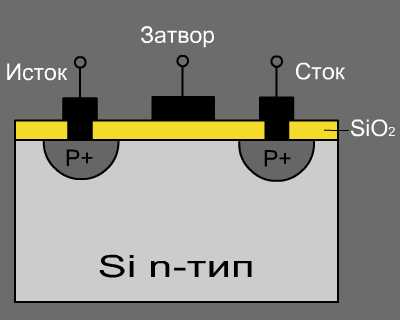 Затвор
Исток
Сток
SiO₂
P+
P+
Si n-тип